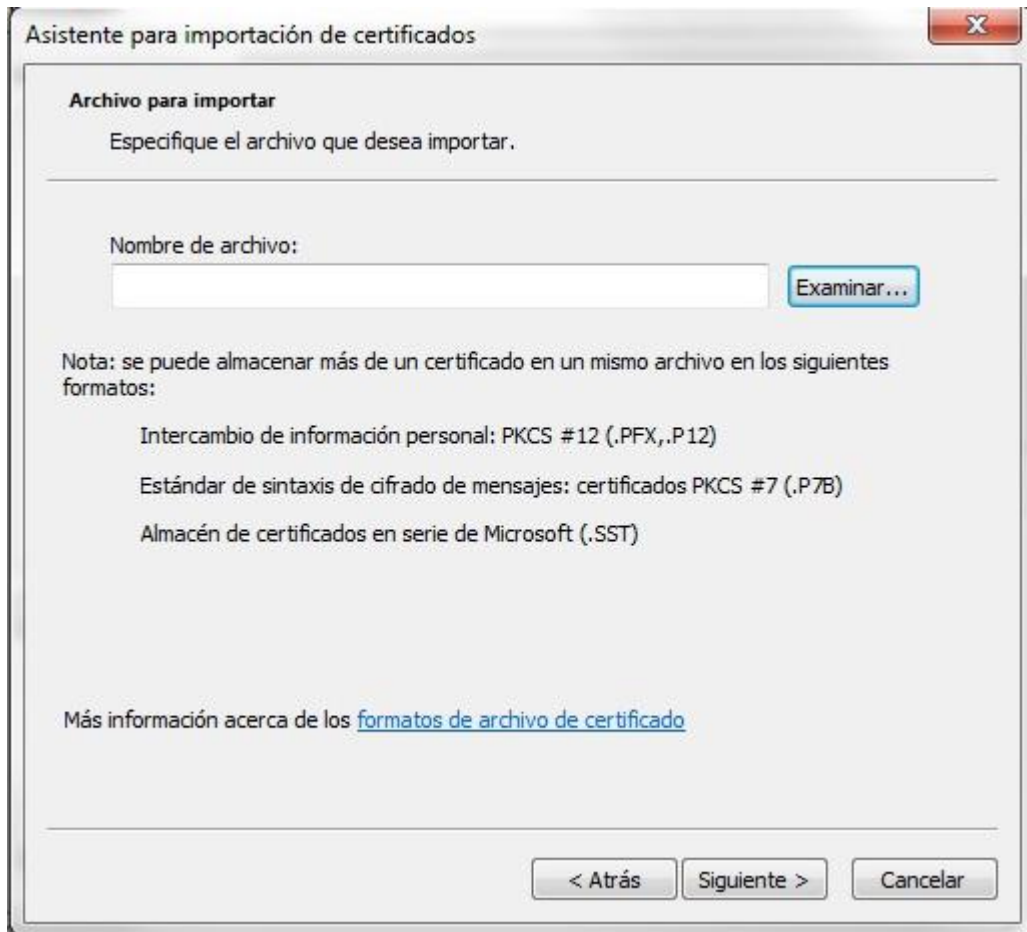 Asistente para importación de certificados
Archivo para importar
Especifique el archivo que desea importar.
Nombre de archivo:
Examinar...
Nota: se puede almacenar más de un certificado en un mismo archivo en los siguientes
formatos:
Intercambio de información personal: PKCS #12 (.PFX,.P12)
Estándar de sintaxis de cifrado de mensajes: certificados PKCS #7 (.P7B)
Almacén de certificados en serie de Microsoft (.SST)
Más información acerca de los formatos de archivo de certificado
< Atrás Siguiente > Cancelar